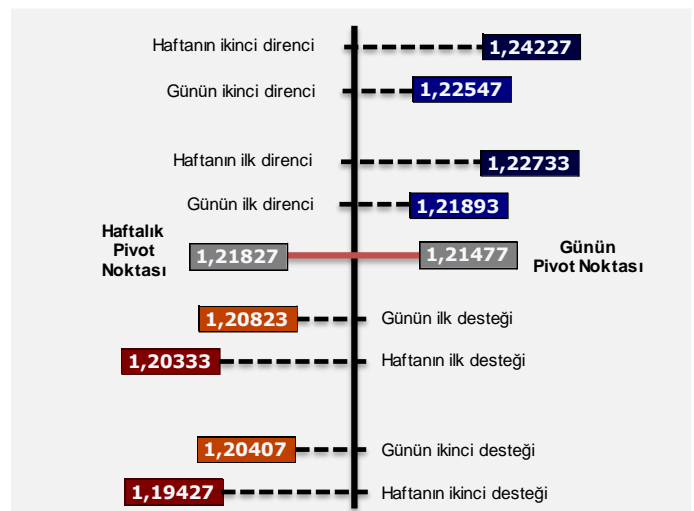 Haftanın ikinci direnci 1,24227
Günün ikinci direnci 1,22547
Haftanın ilk direnci 1,22733
Günün ilk direnci 1,21893
Haftalık
Pivot
Noktası
1,21827
1,21477
Günün
Pivot Noktası
1,20823 Günün ilk desteği
1,20333 Haftanın ilk desteği
1,20407 Günün ikinci desteği
1,19427 Haftanın ikinci desteği